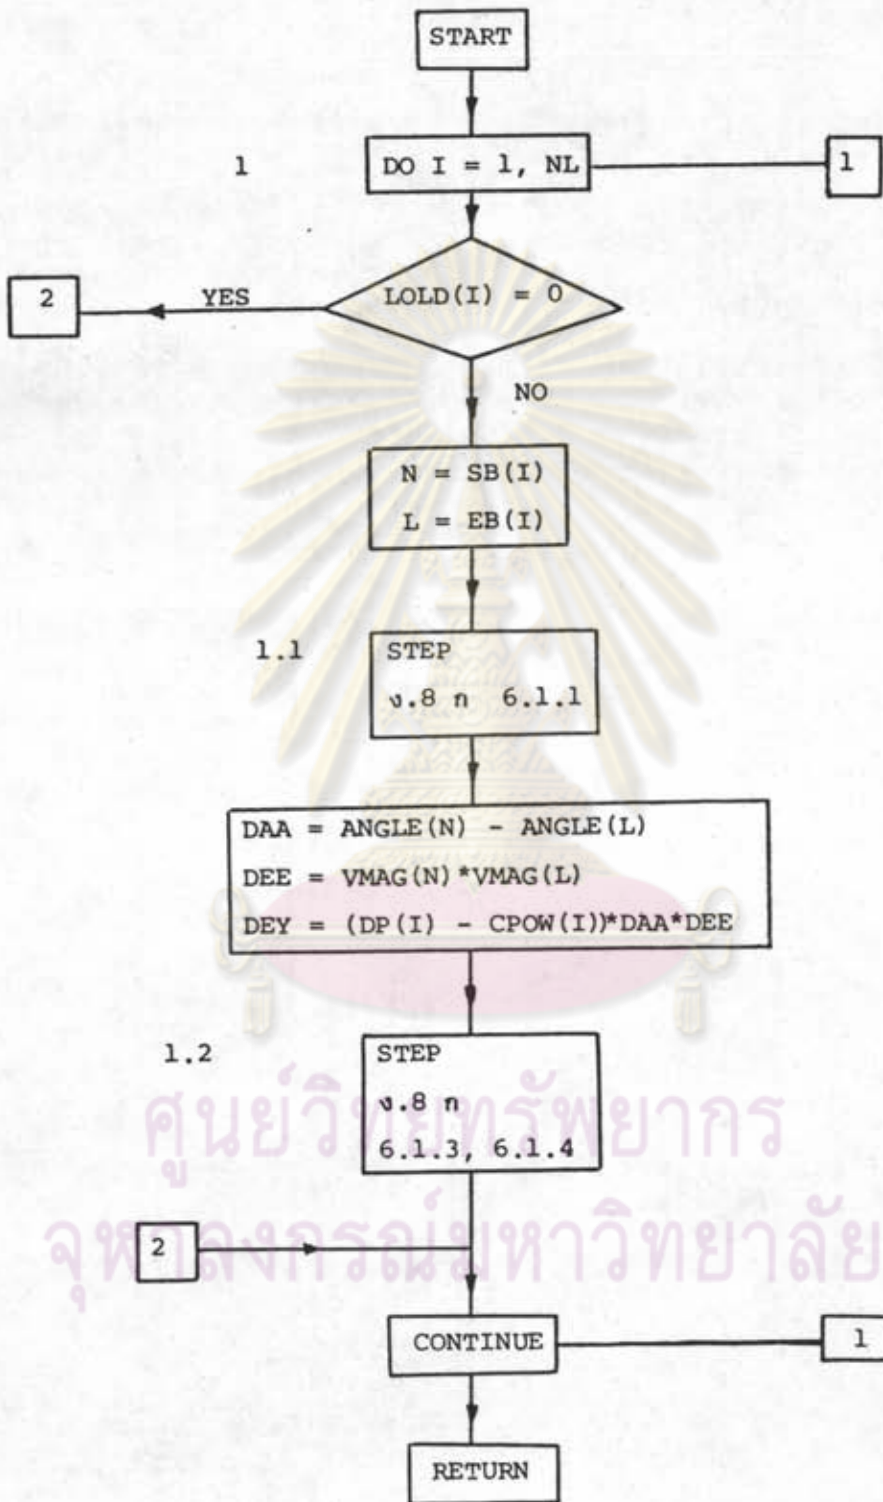 START
1 DO I = 1, NL 1
LOLD(I) = 0
2 YES
NO
N = SB(I)
L = EB(I)
1.1 STEP
ง.8 ก 6.1.1
DAA = ANGLE(N) - ANGLE(L)
DEE = VMAG(N)*VMAG(L)
DEY = (DP(I) - CPOW(I))*DAA*DEE
1.2 STEP
ง.8 ก
6.1.3, 6.1.4
ศูนย์วิทยทรัพยากร
2
จุฬาลงกรณ์มหาวิทยาลัย
CONTINUE 1
RETURN